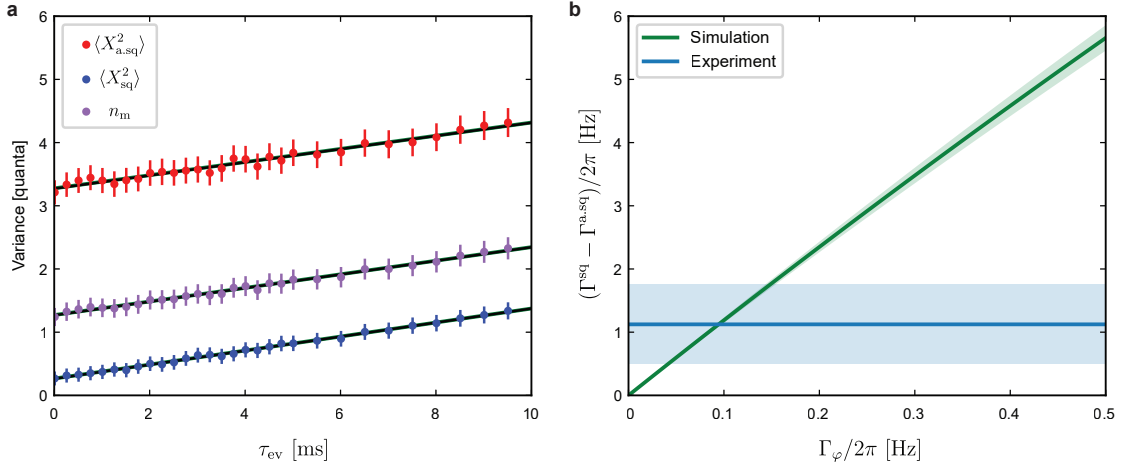 a
b
Variance [quanta]
6
5
4
3
2
1
0
⟨X²ₐ.ₛq⟩
⟨X²ₛq⟩
nₘ
0
2
4
6
8
10
τₑᵥ [ms]
(Γˢq − Γᵃ·ˢq)/2π [Hz]
6
5
4
3
2
1
0
Simulation
Experiment
0
0.1
0.2
0.3
0.4
0.5
Γᵩ/2π [Hz]